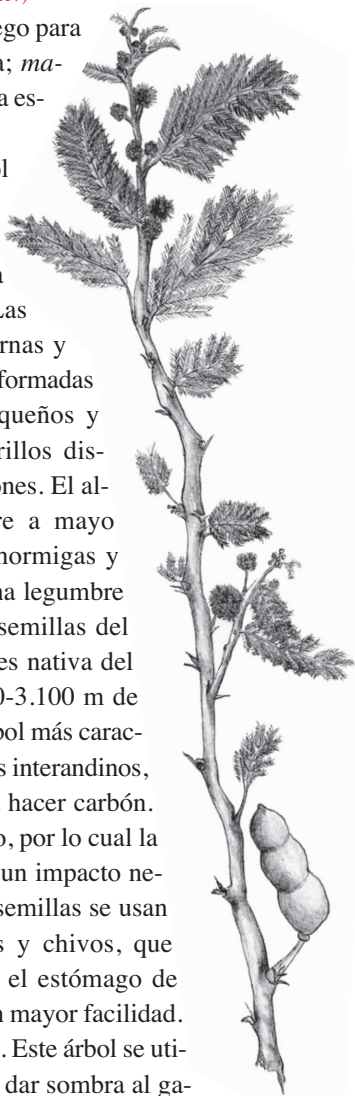 ego para
a; ma-
a es-
ol
a
Las
rnas y
formadas
queños y
rillos dis-
ones. El al-
re a mayo
hormigas y
na legumbre
semillas del
es nativa del
0-3.100 m de
bol más carac-
s interandinos,
hacer carbón.
o, por lo cual la
un impacto ne-
semillas se usan
s y chivos, que
el estómago de
n mayor facilidad.
. Este árbol se uti-
dar sombra al ga-